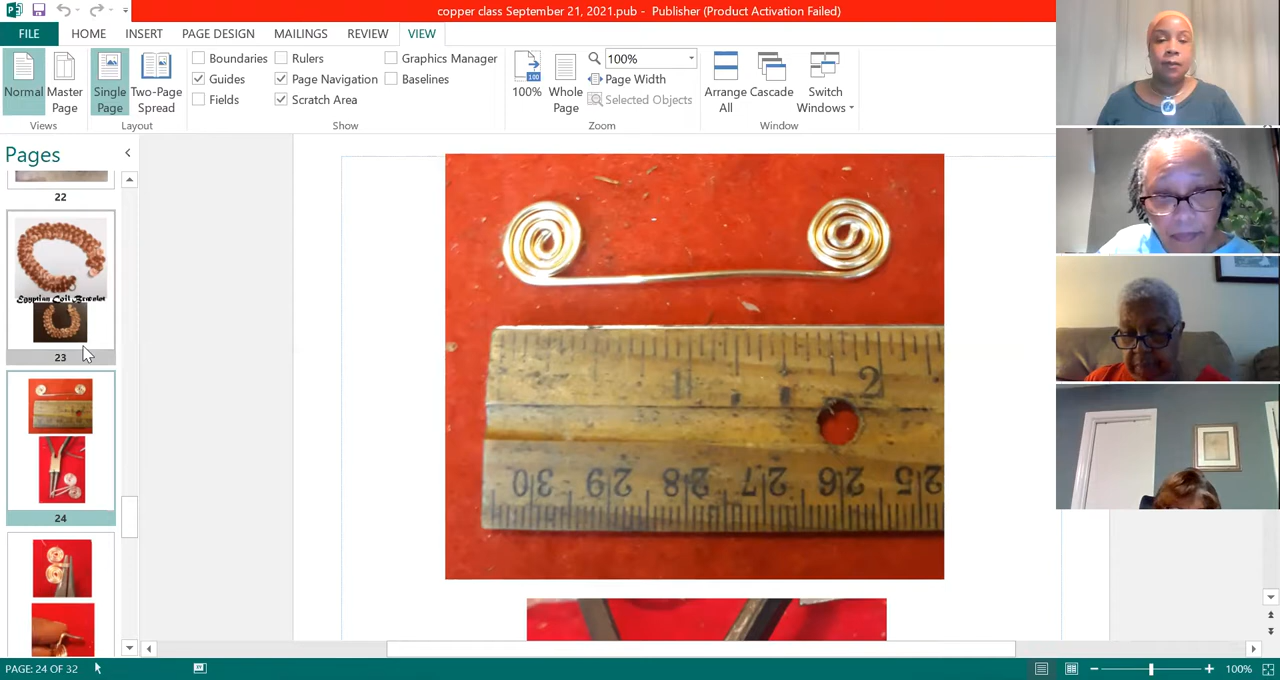 copper class September 21, 2021.pub - Publisher (Product Activation Failed)
FILE HOME INSERT PAGE DESIGN MAILINGS REVIEW VIEW
Normal Master Page
Views
Single Page Two-Page Spread
Layout
Boundaries Rulers Graphics Manager
Guides Page Navigation Baselines
Fields Scratch Area
Show
100% Whole Page
100%
Page Width
Selected Objects
Zoom
Arrange All Cascade Switch Windows
Window
Pages
22
Egyptian Coil Bracelet
23
24
2
30 29 28 27 26 25
PAGE: 24 OF 32
100%